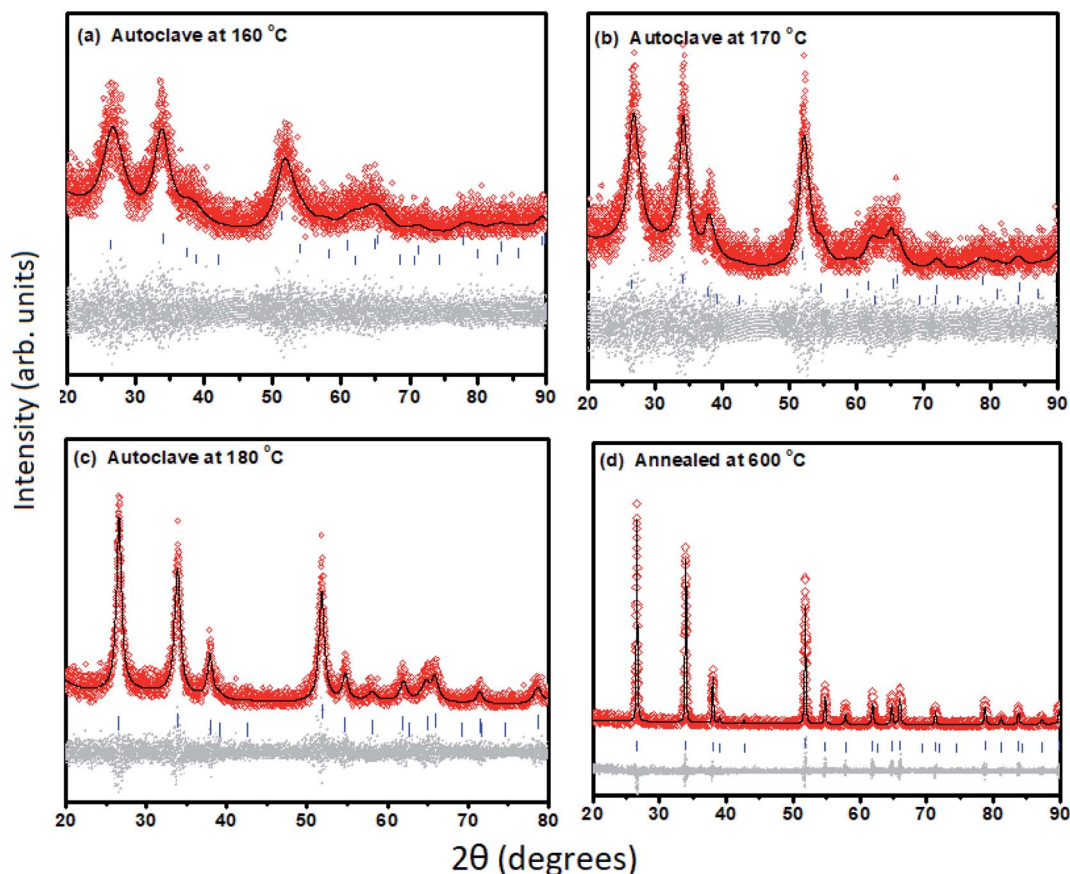 (a) Autoclave at 160 °C
(b) Autoclave at 170 °C
20 30 40 50 60 70 80 90
20 30 40 50 60 70 80 90
(c) Autoclave at 180 °C
(d) Annealed at 600 °C
20 30 40 50 60 70 80
20 30 40 50 60 70 80 90
Intensity (arb. units)
2θ (degrees)